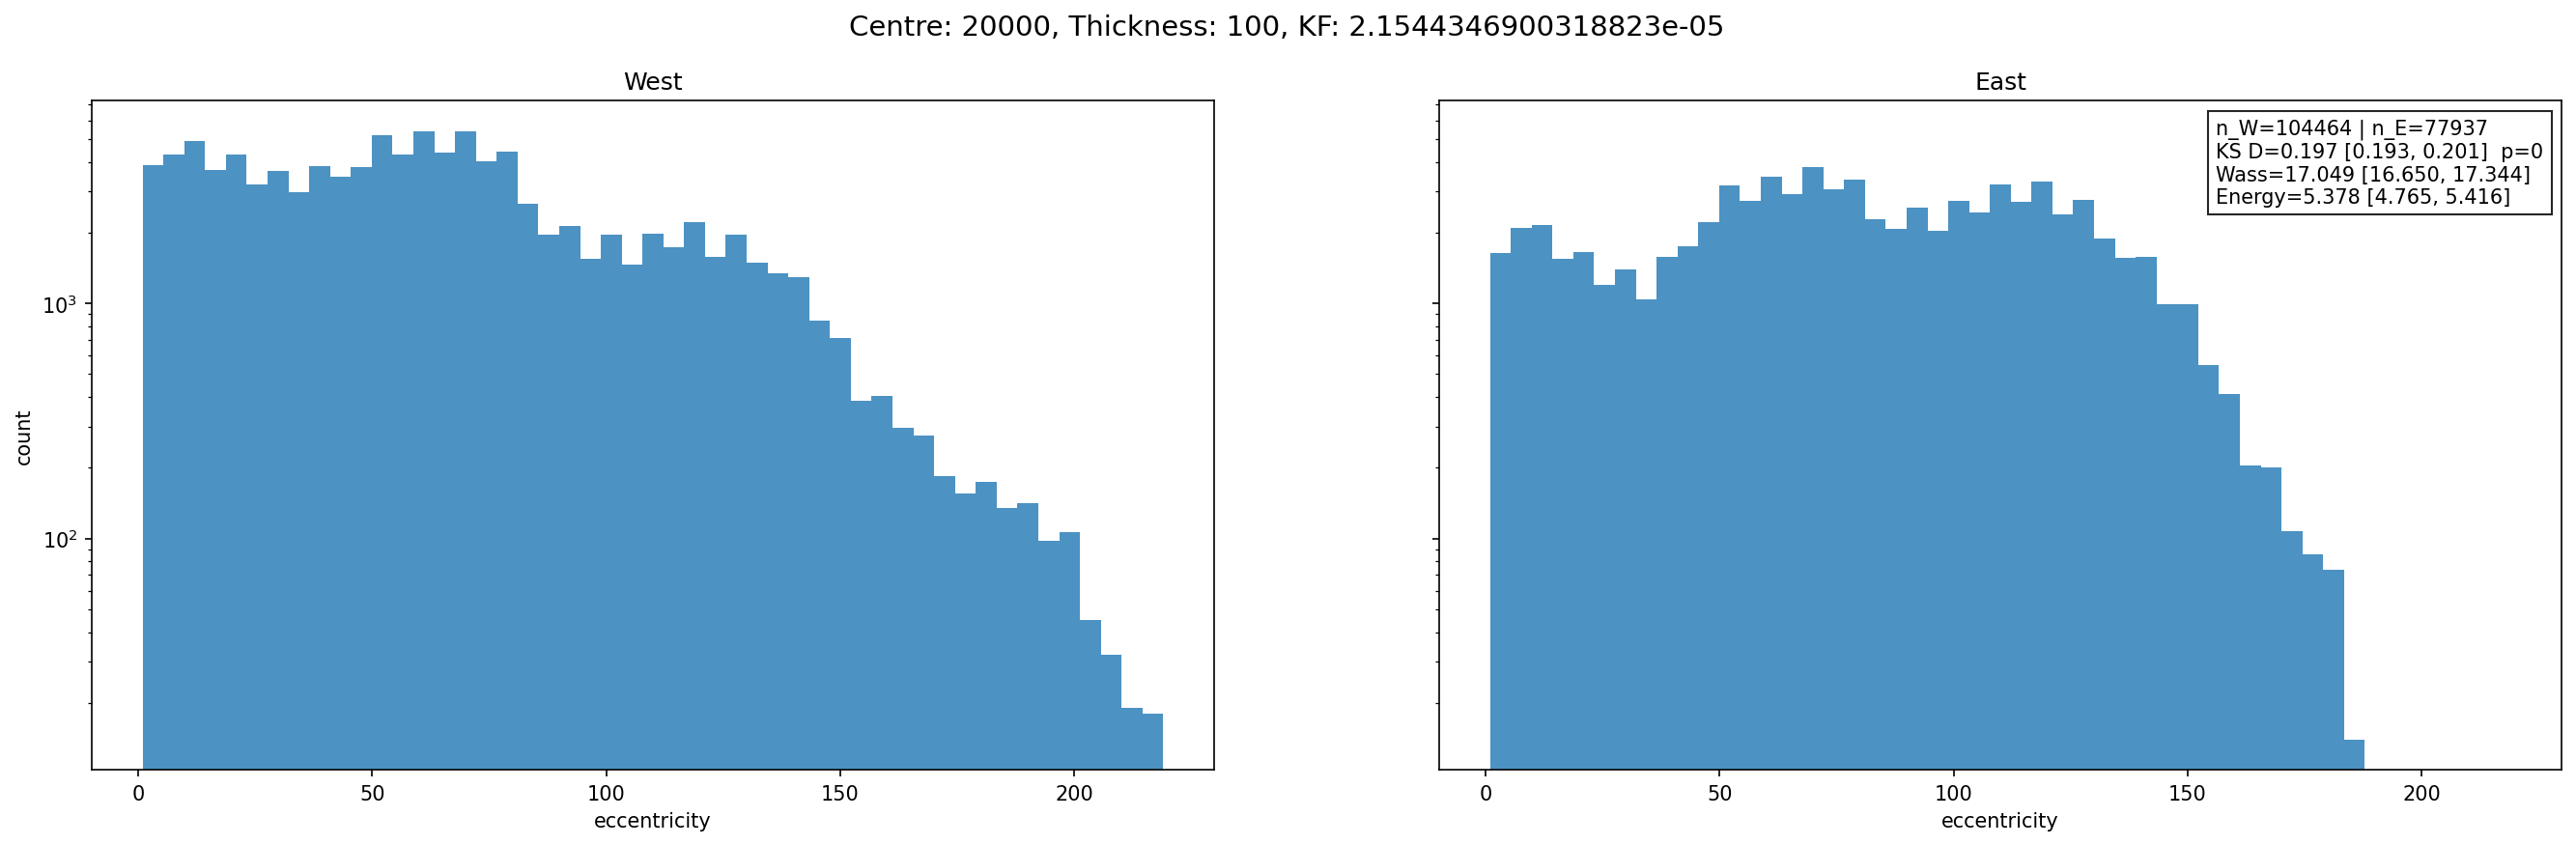 Centre: 20000, Thickness: 100, KF: 2.1544346900318823e-05
West
East
n_W=104464 | n_E=77937
KS D=0.197 [0.193, 0.201]  p=0
Wass=17.049 [16.650, 17.344]
Energy=5.378 [4.765, 5.416]
10³
10²
count
0 50 100 150 200
0 50 100 150 200
eccentricity
eccentricity